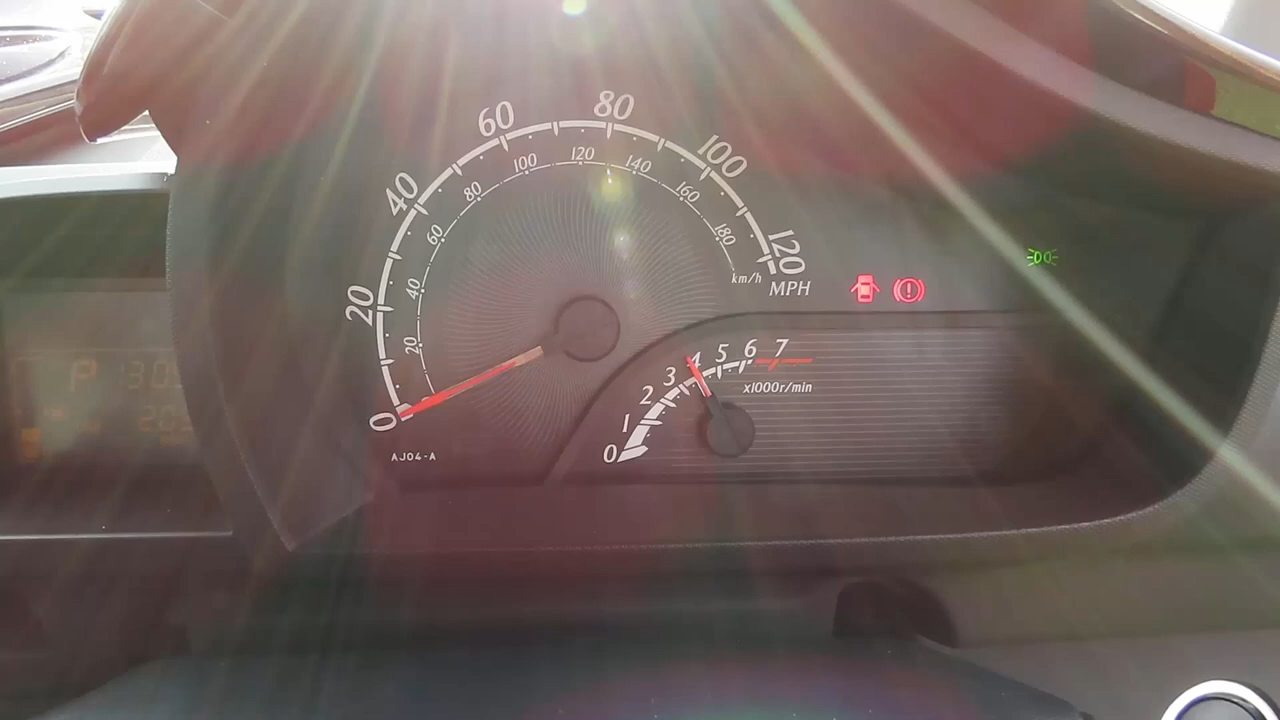 0 20 40 60 80 100 120
MPH
20 40 60 80 100 120 140 160 180
km/h
0 1 2 3 4 5 6 7
x1000r/min
AJ04-A
P